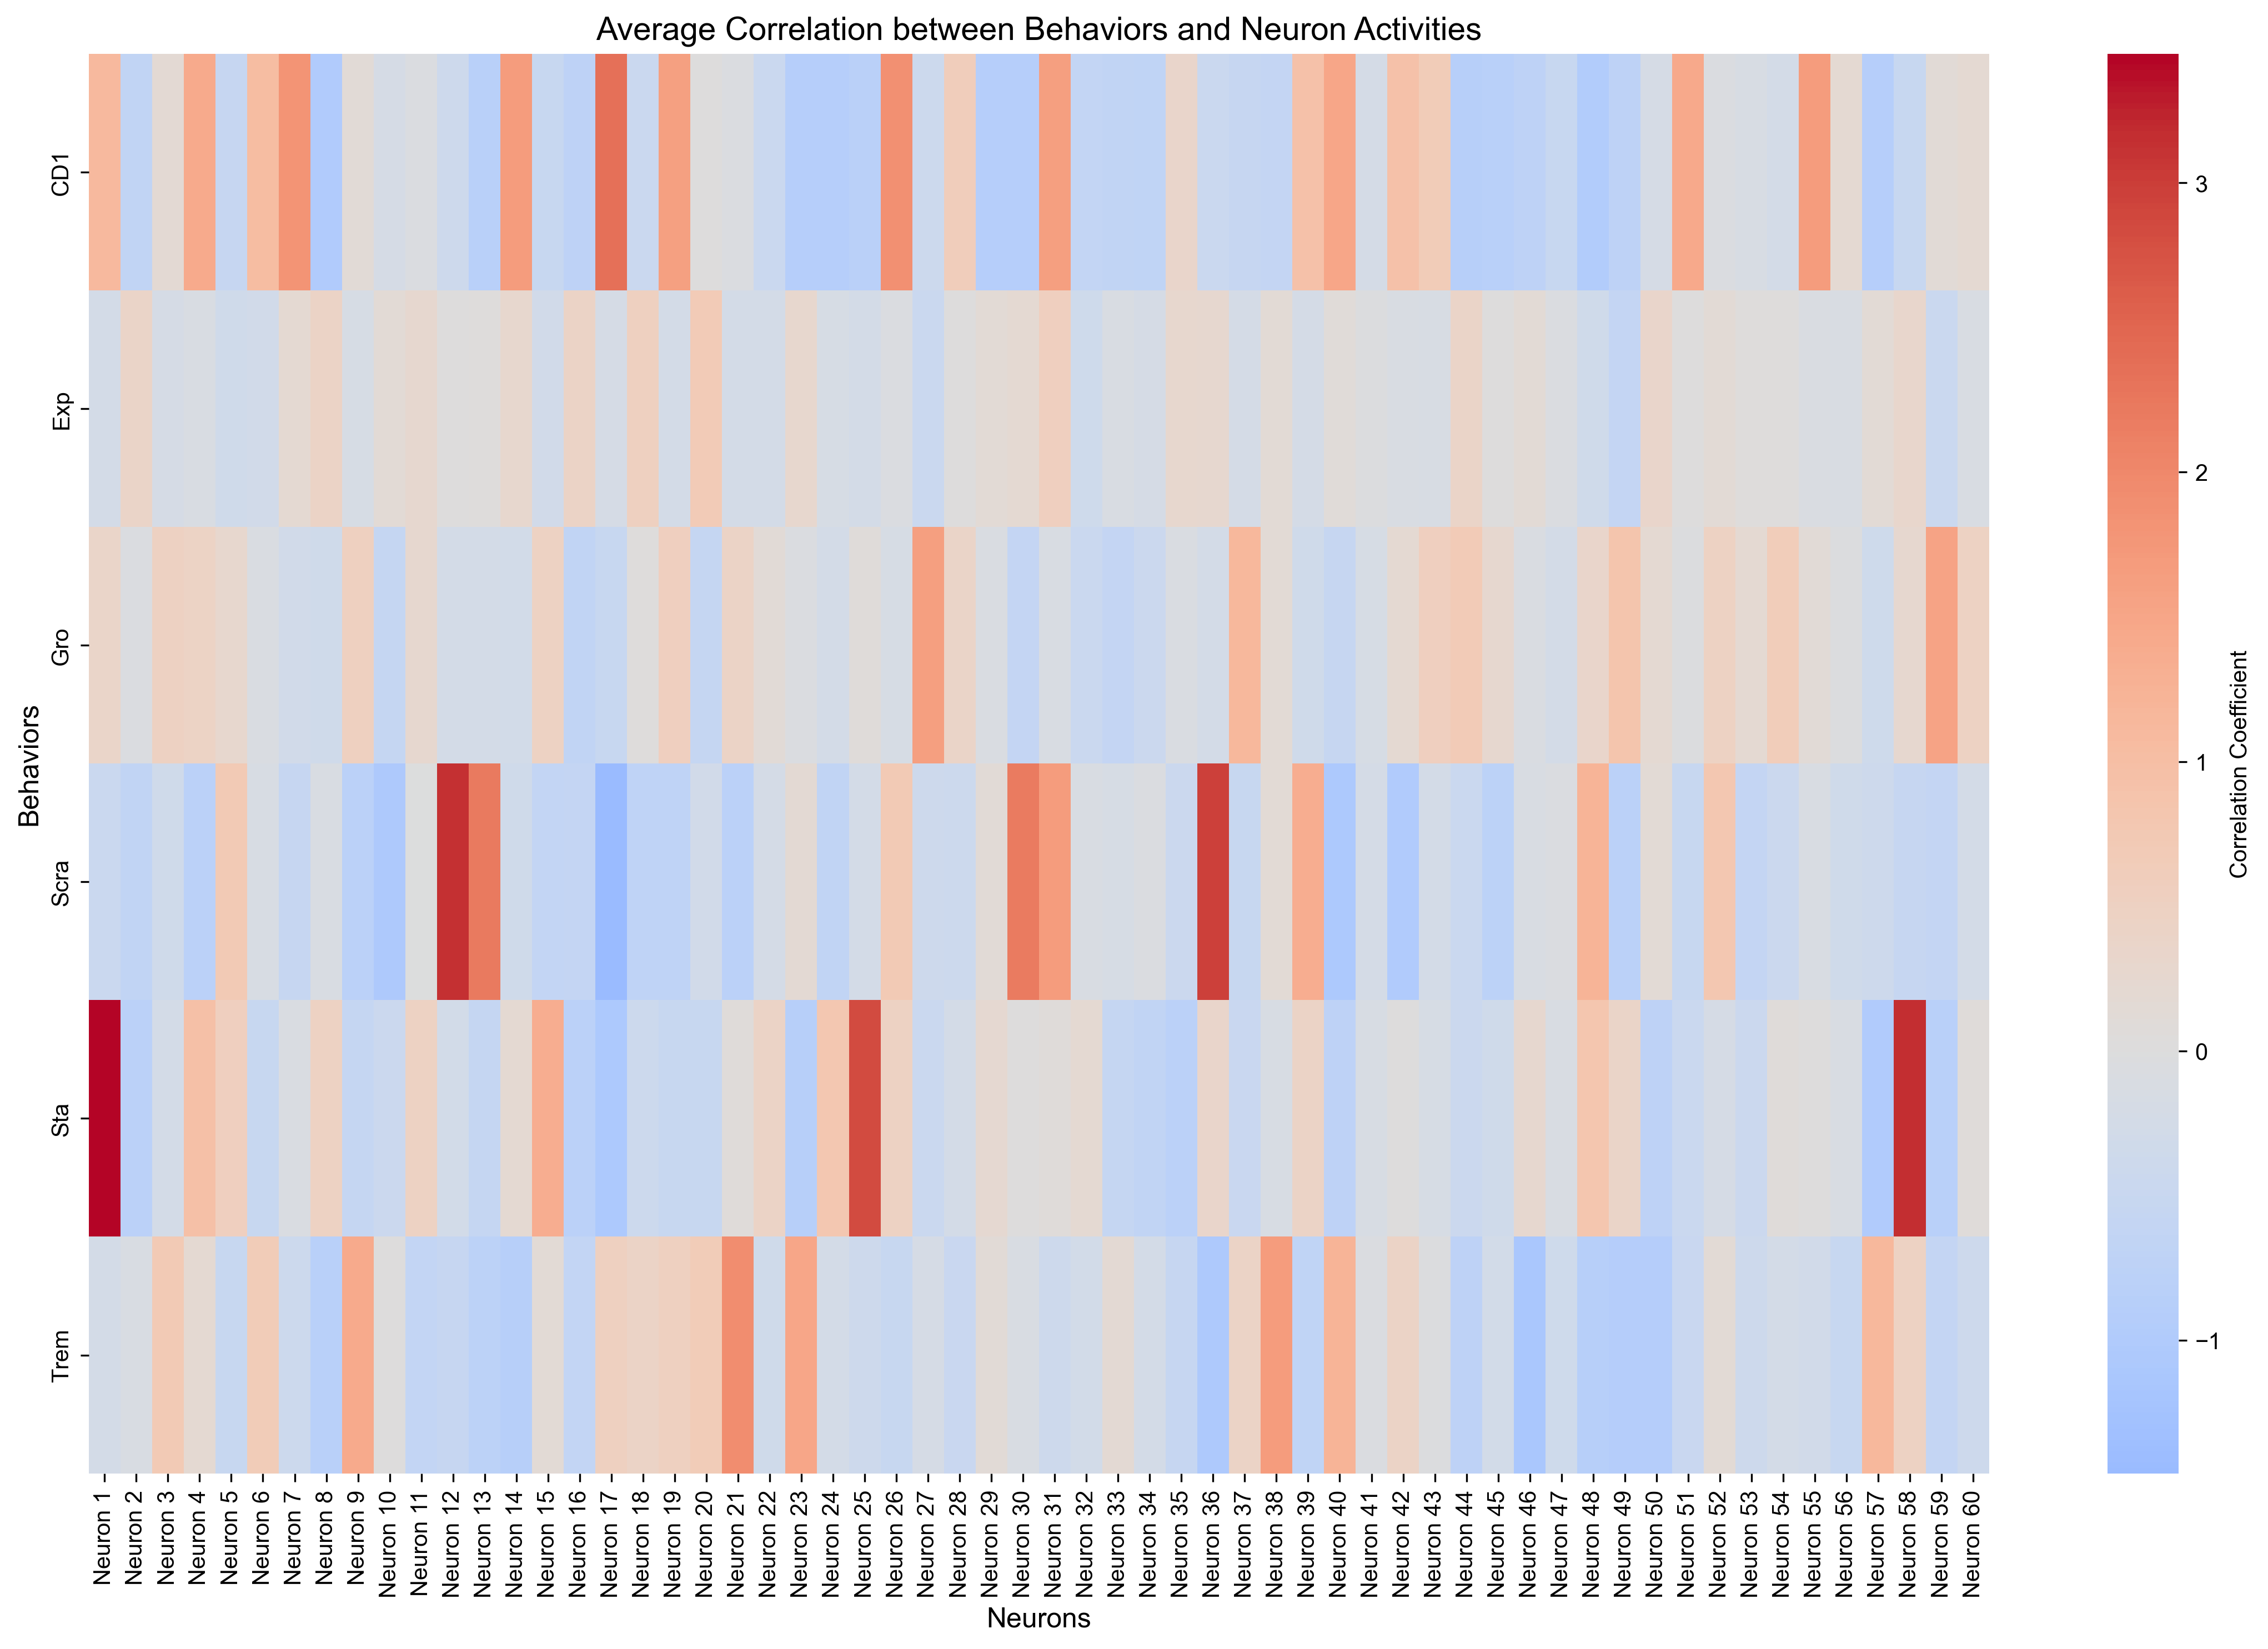 Average Correlation between Behaviors and Neuron Activities
Behaviors
CD1
Exp
Gro
Scra
Sta
Trem
Neuron 1
Neuron 2
Neuron 3
Neuron 4
Neuron 5
Neuron 6
Neuron 7
Neuron 8
Neuron 9
Neuron 10
Neuron 11
Neuron 12
Neuron 13
Neuron 14
Neuron 15
Neuron 16
Neuron 17
Neuron 18
Neuron 19
Neuron 20
Neuron 21
Neuron 22
Neuron 23
Neuron 24
Neuron 25
Neuron 26
Neuron 27
Neuron 28
Neuron 29
Neuron 30
Neuron 31
Neuron 32
Neuron 33
Neuron 34
Neuron 35
Neuron 36
Neuron 37
Neuron 38
Neuron 39
Neuron 40
Neuron 41
Neuron 42
Neuron 43
Neuron 44
Neuron 45
Neuron 46
Neuron 47
Neuron 48
Neuron 49
Neuron 50
Neuron 51
Neuron 52
Neuron 53
Neuron 54
Neuron 55
Neuron 56
Neuron 57
Neuron 58
Neuron 59
Neuron 60
Neurons
3
2
1
0
−1
Correlation Coefficient